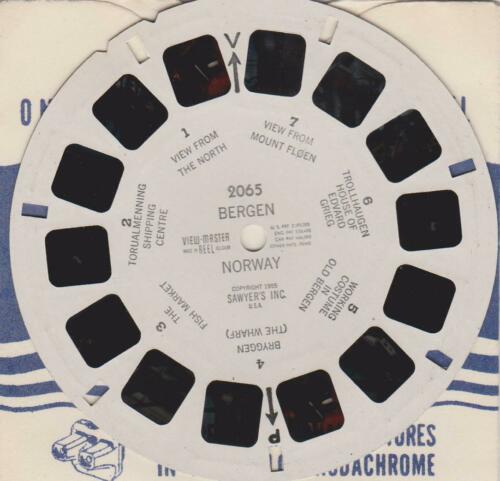 V
1
VIEW FROM
THE NORTH
7
VIEW FROM
MOUNT FLØEN
2
TORUALMENNING
SHIPPING
CENTRE
6
TROLLHAUGEN
HOUSE OF
EDVARD
GRIEG
2065
BERGEN
VIEW-MASTER
REEL
NORWAY
COPYRIGHT 1955
SAWYER'S INC.
U.S.A.
3
THE
FISH MARKET
5
WORKING
COSTUME
IN
OLD BERGEN
4
BRYGGEN
(THE WHARF)
P
IN